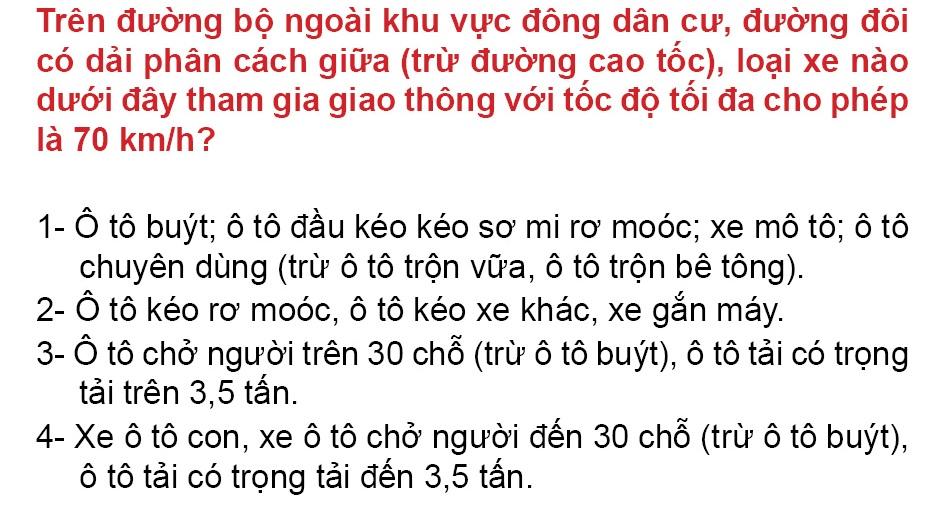 Trên đường bộ ngoài khu vực đông dân cư, đường đôi
có dải phân cách giữa (trừ đường cao tốc), loại xe nào
dưới đây tham gia giao thông với tốc độ tối đa cho phép
là 70 km/h?
1- Ô tô buýt; ô tô đầu kéo kéo sơ mi rơ moóc; xe mô tô; ô tô
chuyên dùng (trừ ô tô trộn vữa, ô tô trộn bê tông).
2- Ô tô kéo rơ moóc, ô tô kéo xe khác, xe gắn máy.
3- Ô tô chở người trên 30 chỗ (trừ ô tô buýt), ô tô tải có trọng
tải trên 3,5 tấn.
4- Xe ô tô con, xe ô tô chở người đến 30 chỗ (trừ ô tô buýt),
ô tô tải có trọng tải đến 3,5 tấn.